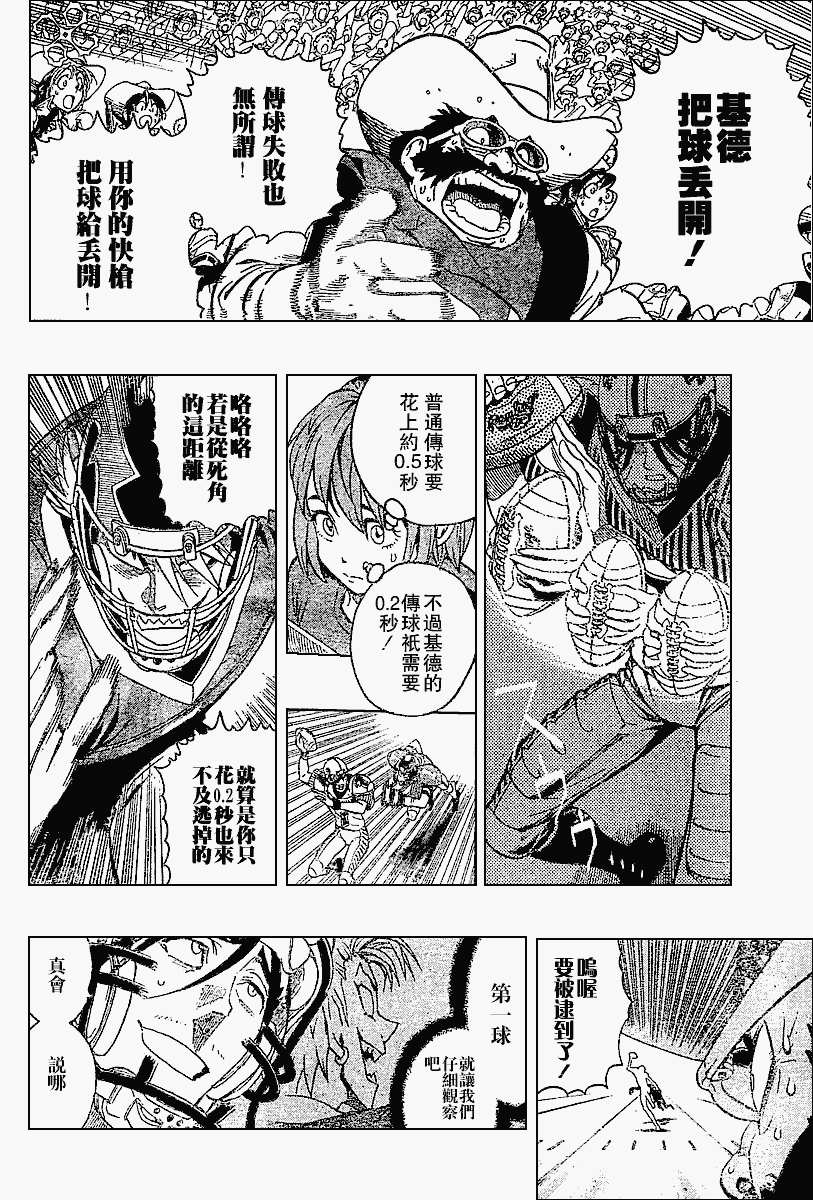 基德
把球丟開！
傳球失敗也
無所謂！
用你的快槍
把球給丟開！
スウッ
普通傳球要
花上約
0.5
秒
不過基德的
傳球祇需要
0.2
秒！
咯咯咯
若是從死角
的這距離
就算是你只
花0.2秒也來
不及逃掉的
嗚喔
要被逮到了！
第一球
就讓我們
仔細觀察
吧
真會
説哪